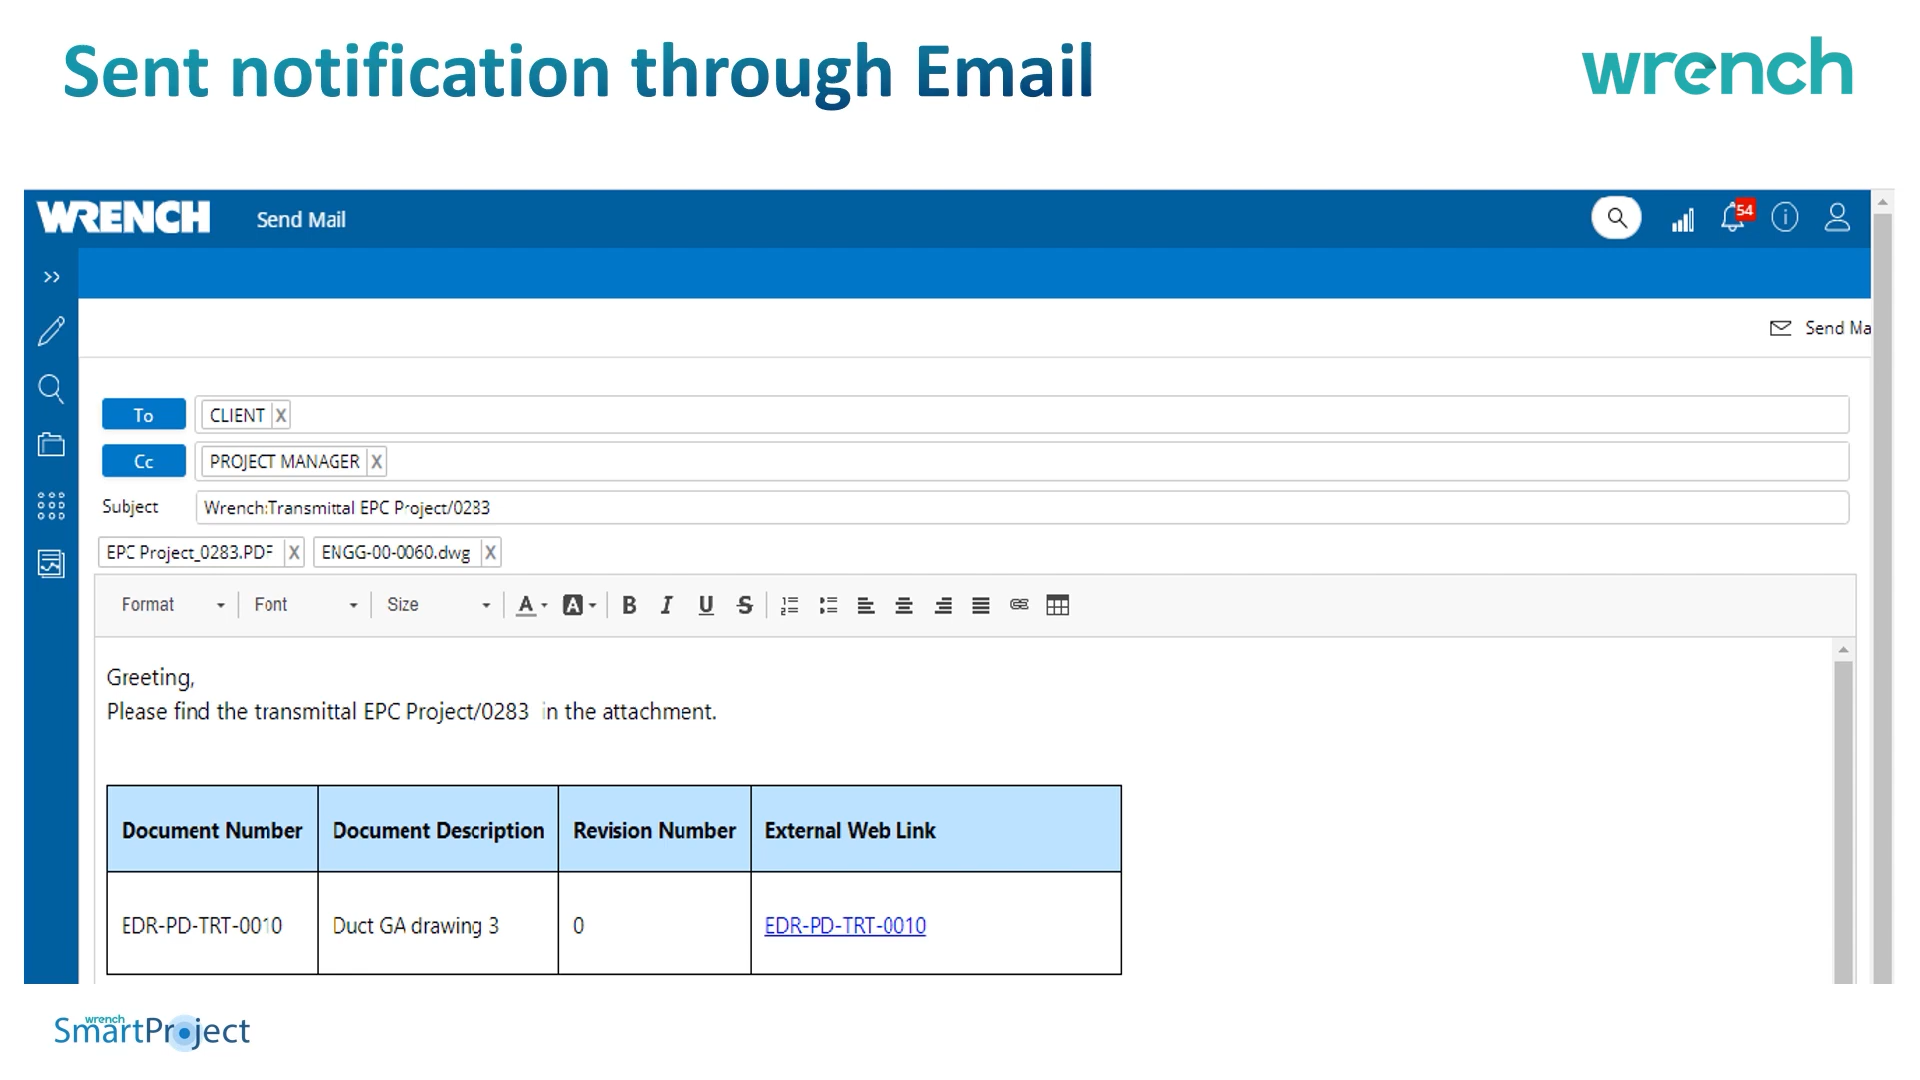 Sent notification through Email
wrench
WRENCH Send Mail 54
Send Ma
To CLIENT X
Cc PROJECT MANAGER X
Subject Wrench:Transmittal EPC Project/0283
EPC Project_0283.PDF X ENGG-00-0060.dwg X
Format Font Size A A B I U S
Greeting,
Please find the transmittal EPC Project/0283 in the attachment.
Document Number Document Description Revision Number External Web Link
EDR-PD-TRT-0010 Duct GA drawing 3 0 EDR-PD-TRT-0010
wrench
SmartProject